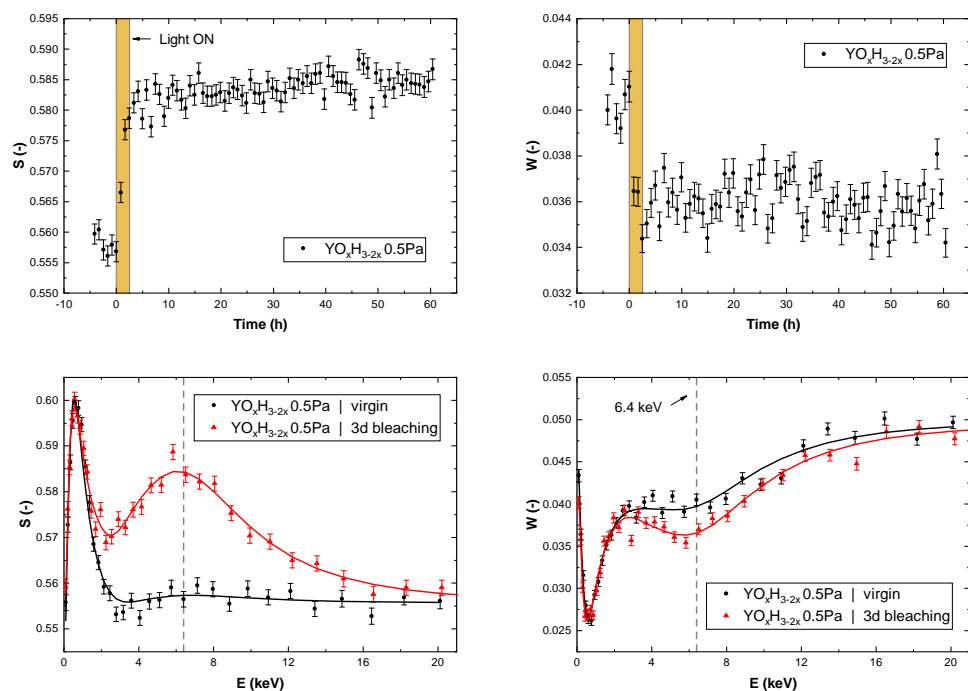 0.595
0.590
0.585
0.580
0.575
0.570
0.565
0.560
0.555
0.550
S (-)
Light ON
YOxH3-2x 0.5Pa
-10 0 10 20 30 40 50 60
Time (h)
0.044
0.042
0.040
0.038
0.036
0.034
0.032
W (-)
YOxH3-2x 0.5Pa
-10 0 10 20 30 40 50 60
Time (h)
0.60
0.59
0.58
0.57
0.56
0.55
S (-)
YOxH3-2x 0.5Pa | virgin
YOxH3-2x 0.5Pa | 3d bleaching
0 4 8 12 16 20
E (keV)
0.055
0.050
0.045
0.040
0.035
0.030
0.025
W (-)
6.4 keV
YOxH3-2x 0.5Pa | virgin
YOxH3-2x 0.5Pa | 3d bleaching
0 4 8 12 16 20
E (keV)